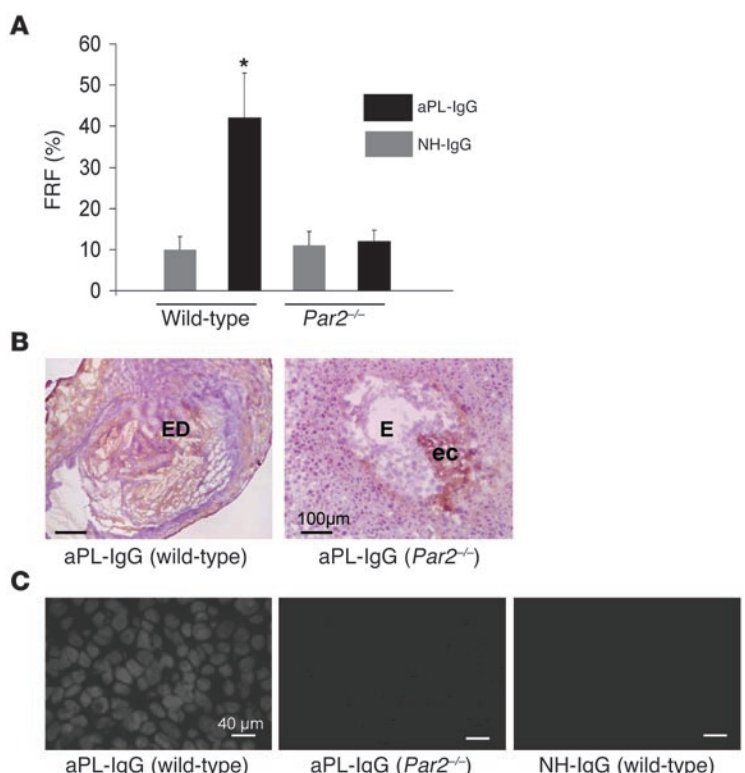 A
60
50
40
30
20
10
0
FRF (%)
*
aPL-IgG
NH-IgG
Wild-type
Par2–/–
B
ED
E
ec
100µm
aPL-IgG (wild-type)
aPL-IgG (Par2–/–)
C
40 µm
aPL-IgG (wild-type)
aPL-IgG (Par2–/–)
NH-IgG (wild-type)